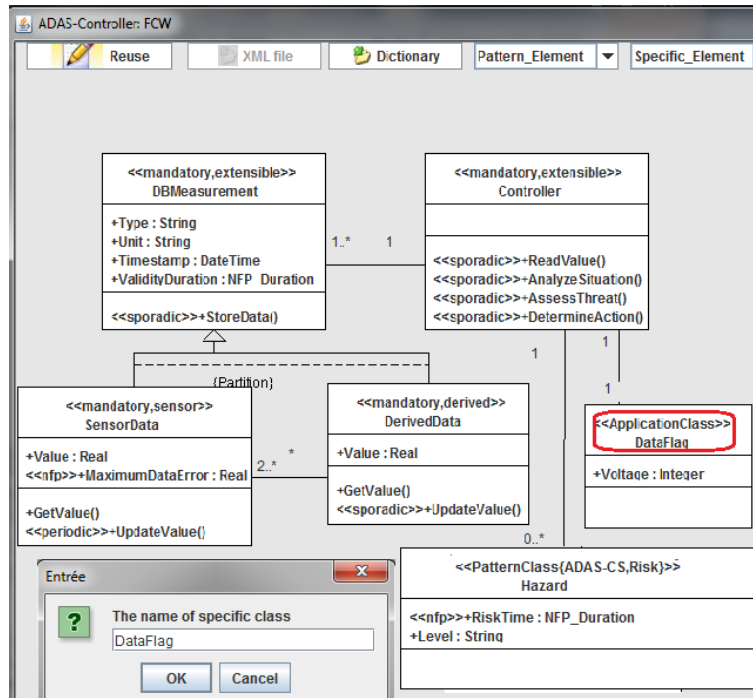 ADAS-Controller: FCW
Reuse
XML file
Dictionary
Pattern_Element
Specific_Element
<<mandatory,extensible>>
DBMeasurement
+Type : String
+Unit : String
+Timestamp : DateTime
+ValidityDuration : NFP_Duration
<<sporadic>>+StoreData()
1..*
1
<<mandatory,extensible>>
Controller
<<sporadic>>+ReadValue()
<<sporadic>>+AnalyzeSituation()
<<sporadic>>+AssessThreat()
<<sporadic>>+DetermineAction()
1
1
{Partition}
1
<<mandatory,sensor>>
SensorData
+Value : Real
<<nfp>>+MaximumDataError : Real
+GetValue()
<<periodic>>+UpdateValue()
2..*
*
<<mandatory,derived>>
DerivedData
+Value : Real
+GetValue()
<<sporadic>>+UpdateValue()
<<ApplicationClass>>
DataFlag
+Voltage : Integer
0..*
<<PatternClass{ADAS-CS,Risk}>>
Hazard
<<nfp>>+RiskTime : NFP_Duration
+Level : String
Entrée
The name of specific class
DataFlag
OK
Cancel